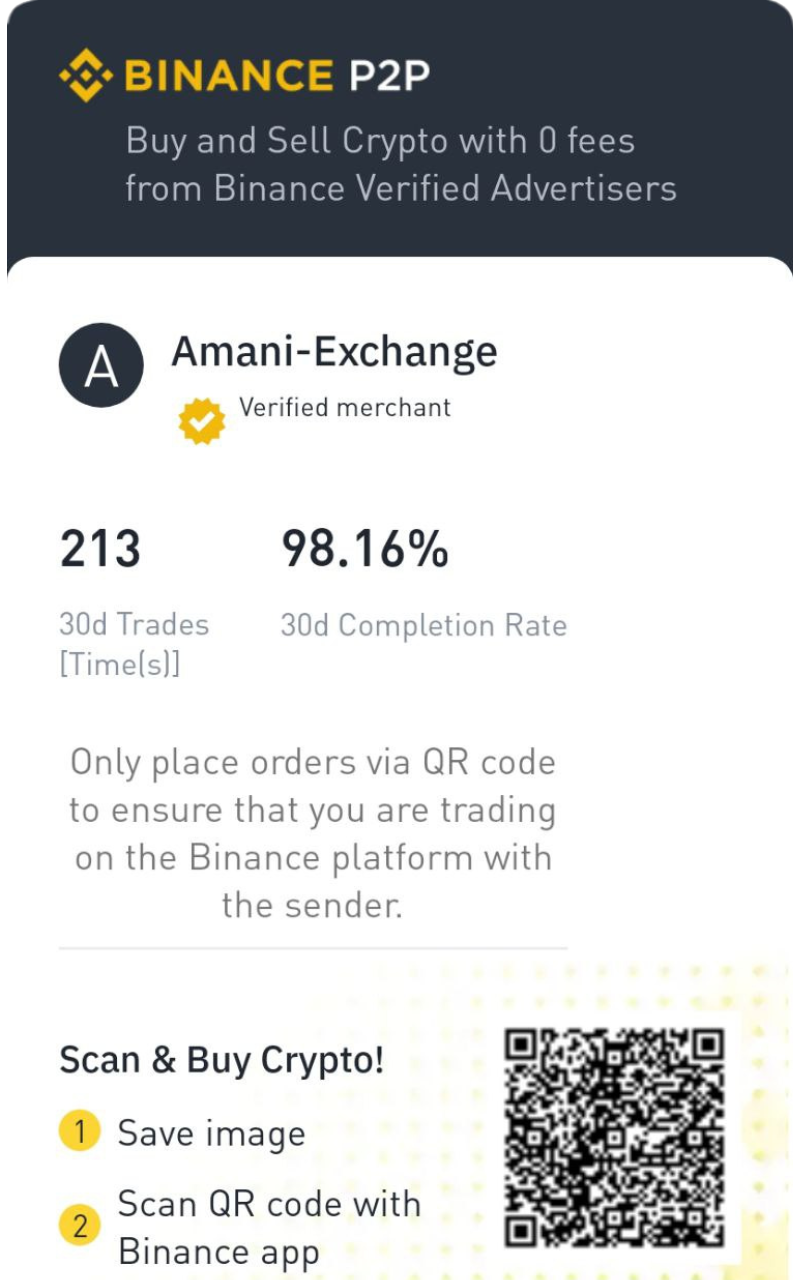 BINANCE P2P
Buy and Sell Crypto with 0 fees
from Binance Verified Advertisers
A
Amani-Exchange
Verified merchant
213
98.16%
30d Trades
[Time(s)]
30d Completion Rate
Only place orders via QR code
to ensure that you are trading
on the Binance platform with
the sender.
Scan & Buy Crypto!
1 Save image
2 Scan QR code with
Binance app